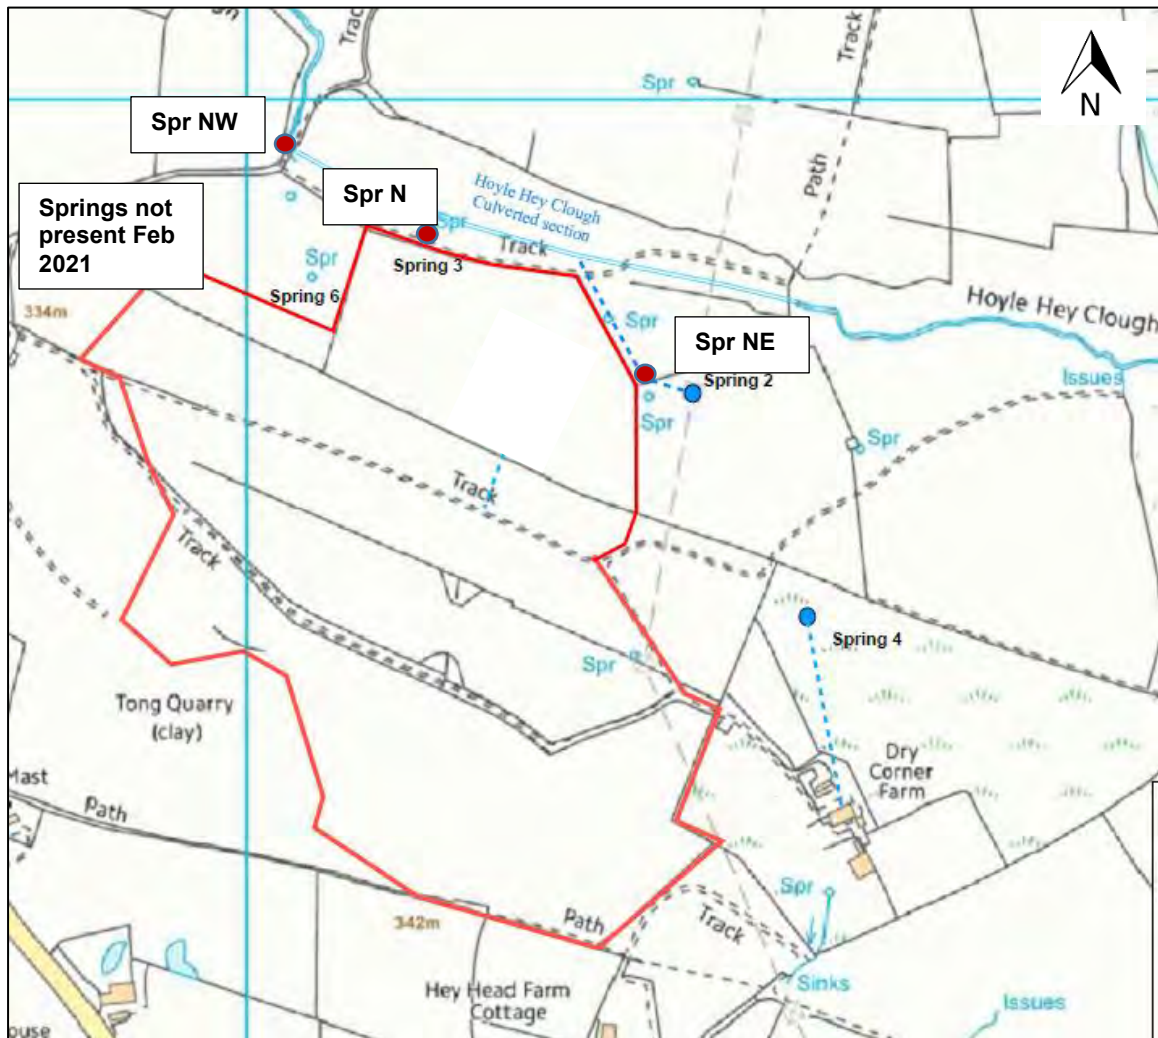 ugh
Trac
Track
Spr
N
Spr NW
Path
Springs not
present Feb
2021
Spr N
Hoyle Hey Clough
Culverted section
Spr
Track
Spring 3
Spr
Spring 6
Hoyle Hey Clough
334m
Spr
Spr NE
Spring 2
Issues
Spr
Spr
Track
Track
Spring 4
Spr
Tong Quarry
(clay)
Dry
Corner
Farm
Mast
Path
Spr
342m
Path
Track
Hey Head Farm
Cottage
Sinks
Issues
ouse